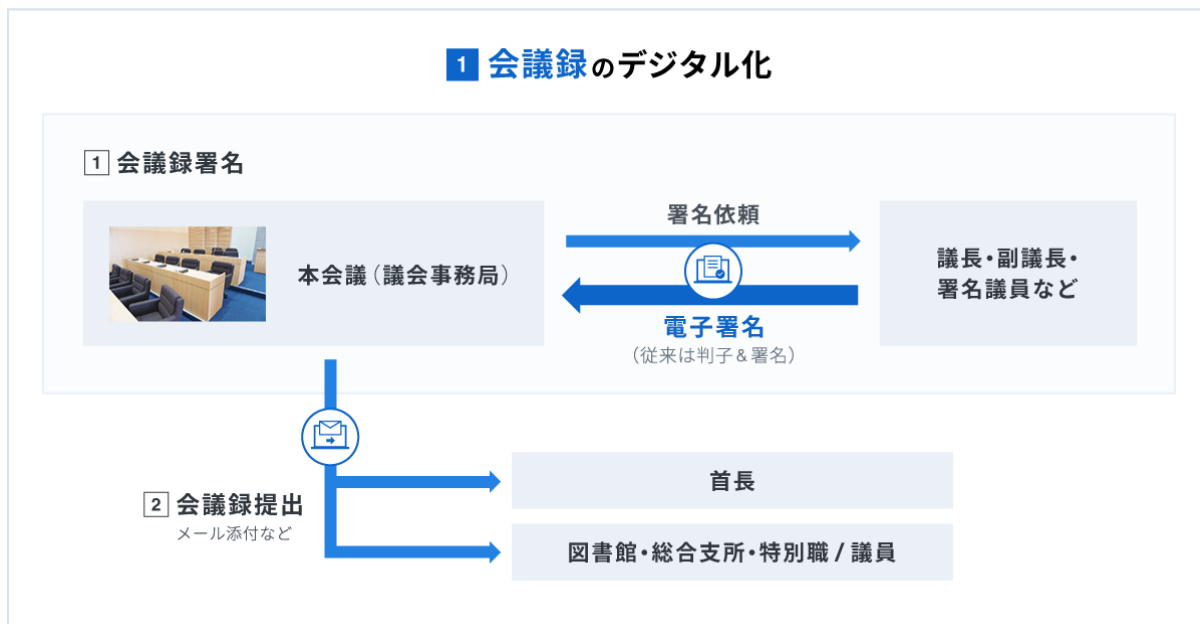 1 会議録のデジタル化
1 会議録署名
署名依頼
本会議（議会事務局）
議長・副議長・
署名議員など
電子署名
（従来は判子＆署名）
2 会議録提出
メール添付など
首長
図書館・総合支所・特別職 / 議員